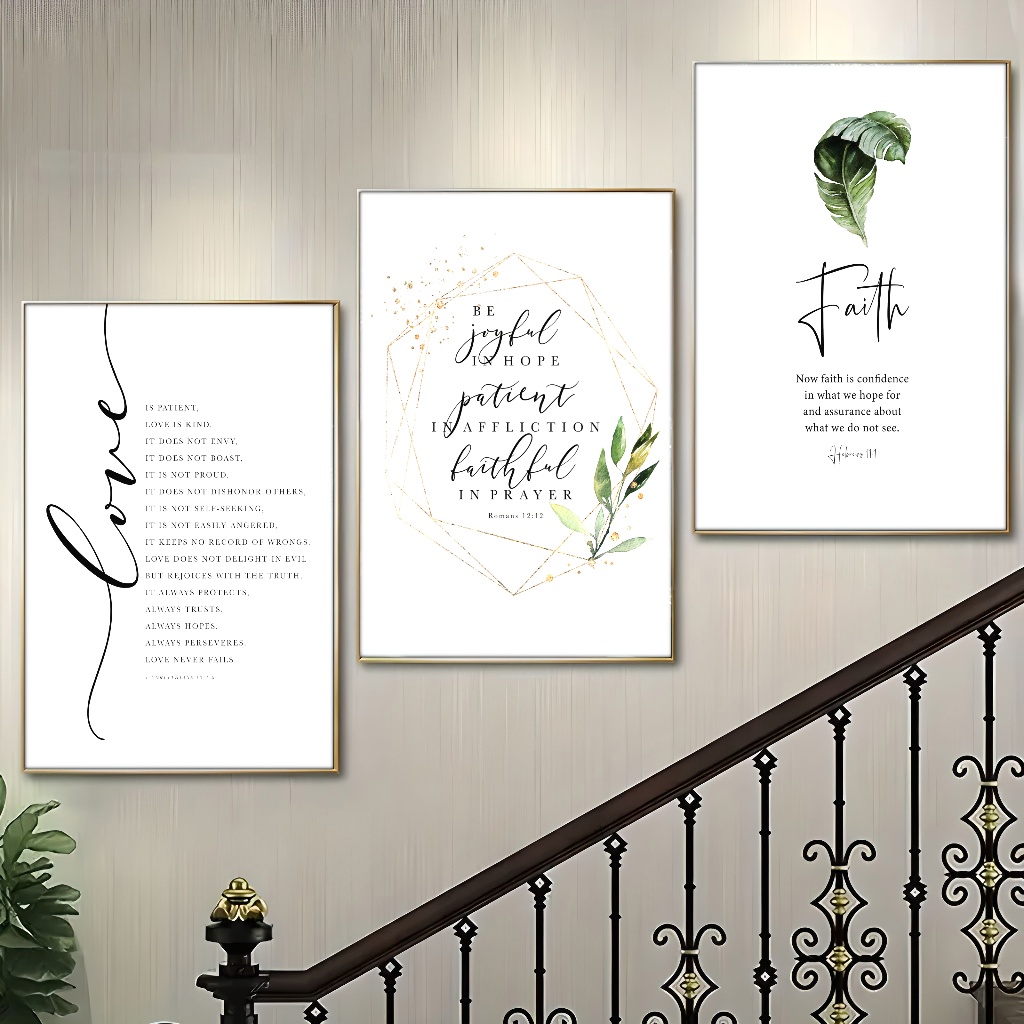 love
IS PATIENT,
LOVE IS KIND.
IT DOES NOT ENVY,
IT DOES NOT BOAST,
IT IS NOT PROUD.
IT DOES NOT DISHONOR OTHERS,
IT IS NOT SELF-SEEKING,
IT IS NOT EASILY ANGERED,
IT KEEPS NO RECORD OF WRONGS.
LOVE DOES NOT DELIGHT IN EVIL
BUT REJOICES WITH THE TRUTH.
IT ALWAYS PROTECTS,
ALWAYS TRUSTS,
ALWAYS HOPES,
ALWAYS PERSEVERES.
LOVE NEVER FAILS.
BE
joyful
IN HOPE
patient
IN AFFLICTION
faithful
IN PRAYER
Romans 12:12
Faith
Now faith is confidence
in what we hope for
and assurance about
what we do not see.
Hebrews 11:1